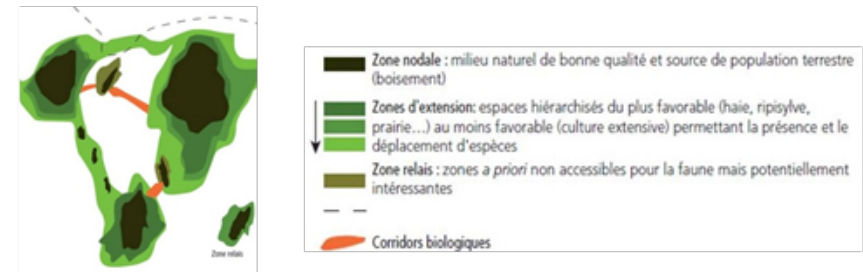 Zone relais
Zone nodale : milieu naturel de bonne qualité et source de population terrestre
(boisement)
Zones d'extension: espaces hiérarchisés du plus favorable (haie, ripisylve,
prairie...) au moins favorable (culture extensive) permettant la présence et le
déplacement d'espèces
Zone relais : zones a priori non accessibles pour la faune mais potentiellement
intéressantes
Corridors biologiques